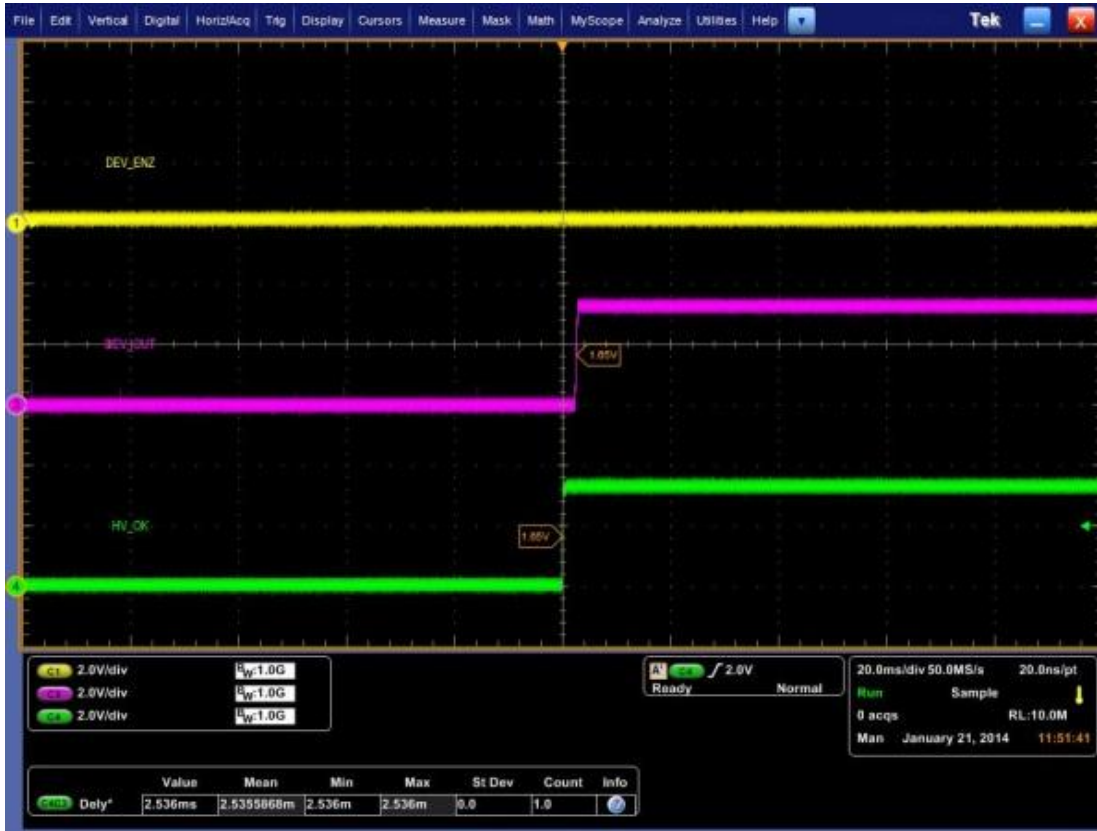 File Edit Vertical Digital Horiz/Acq Trig Display Cursors Measure Mask Math MyScope Analyze Utilities Help Tek X
DEV_ENZ
1
1.65V
3
HV_OK
1.65V
4
C1 2.0V/div BW:1.0G
C3 2.0V/div BW:1.0G
C4 2.0V/div BW:1.0G
A' C4 2.0V
Ready Normal
20.0ms/div 50.0MS/s 20.0ns/pt
Run Sample
0 acqs RL:10.0M
Man January 21, 2014 11:51:41
Value Mean Min Max St Dev Count Info
Dely* 2.536ms 2.5355868m 2.536m 2.536m 0.0 1.0